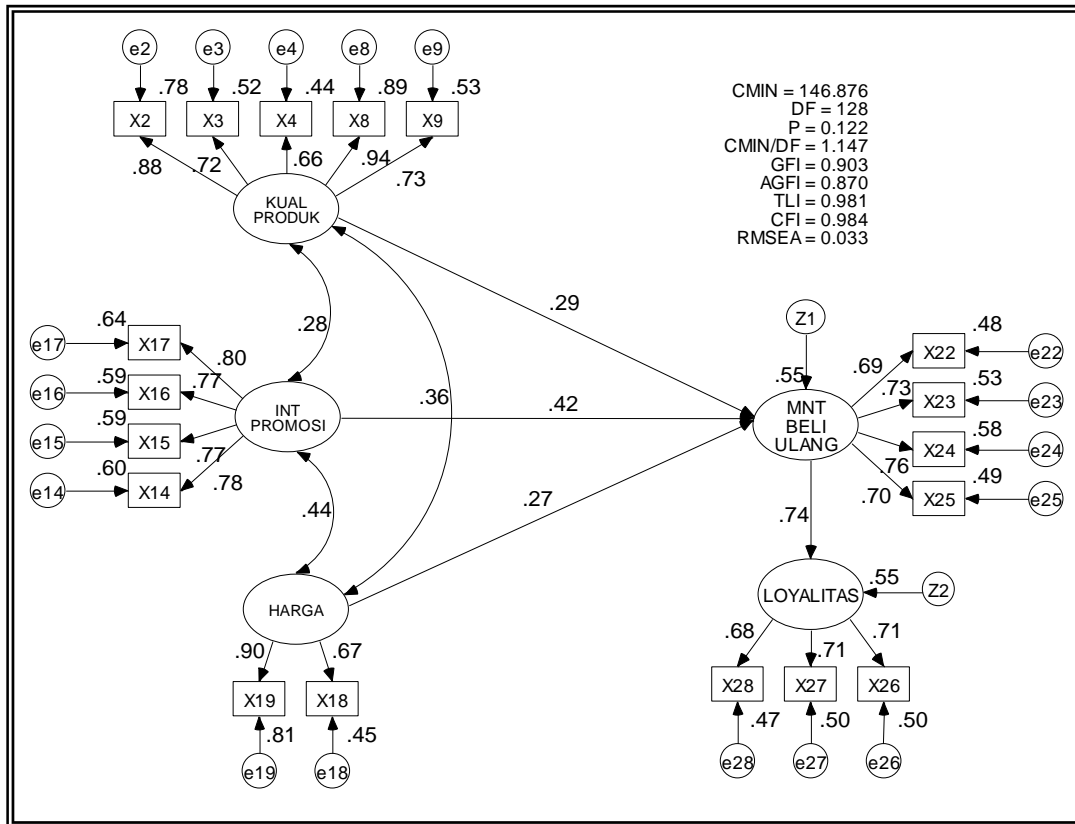 e2 e3 e4 e8 e9
.78 .52 .44 .89 .53
X2 X3 X4 X8 X9
.88 .72 .66 .94 .73
KUAL
PRODUK
CMIN = 146.876
DF = 128
P = 0.122
CMIN/DF = 1.147
GFI = 0.903
AGFI = 0.870
TLI = 0.981
CFI = 0.984
RMSEA = 0.033
.28
.36
.29
.42
.27
.44
e17 .64 X17 .80
e16 .59 X16 .77
e15 .59 X15 .77
e14 .60 X14 .78
INT
PROMOSI
HARGA
.90 .67
X19 X18
.81 .45
e19 e18
Z1
.55
MNT
BELI
ULANG
.69 X22 .48 e22
.73 X23 .53 e23
.76 X24 .58 e24
.70 X25 .49 e25
.74
LOYALITAS
.55 Z2
.68 .71 .71
X28 X27 X26
.47 .50 .50
e28 e27 e26